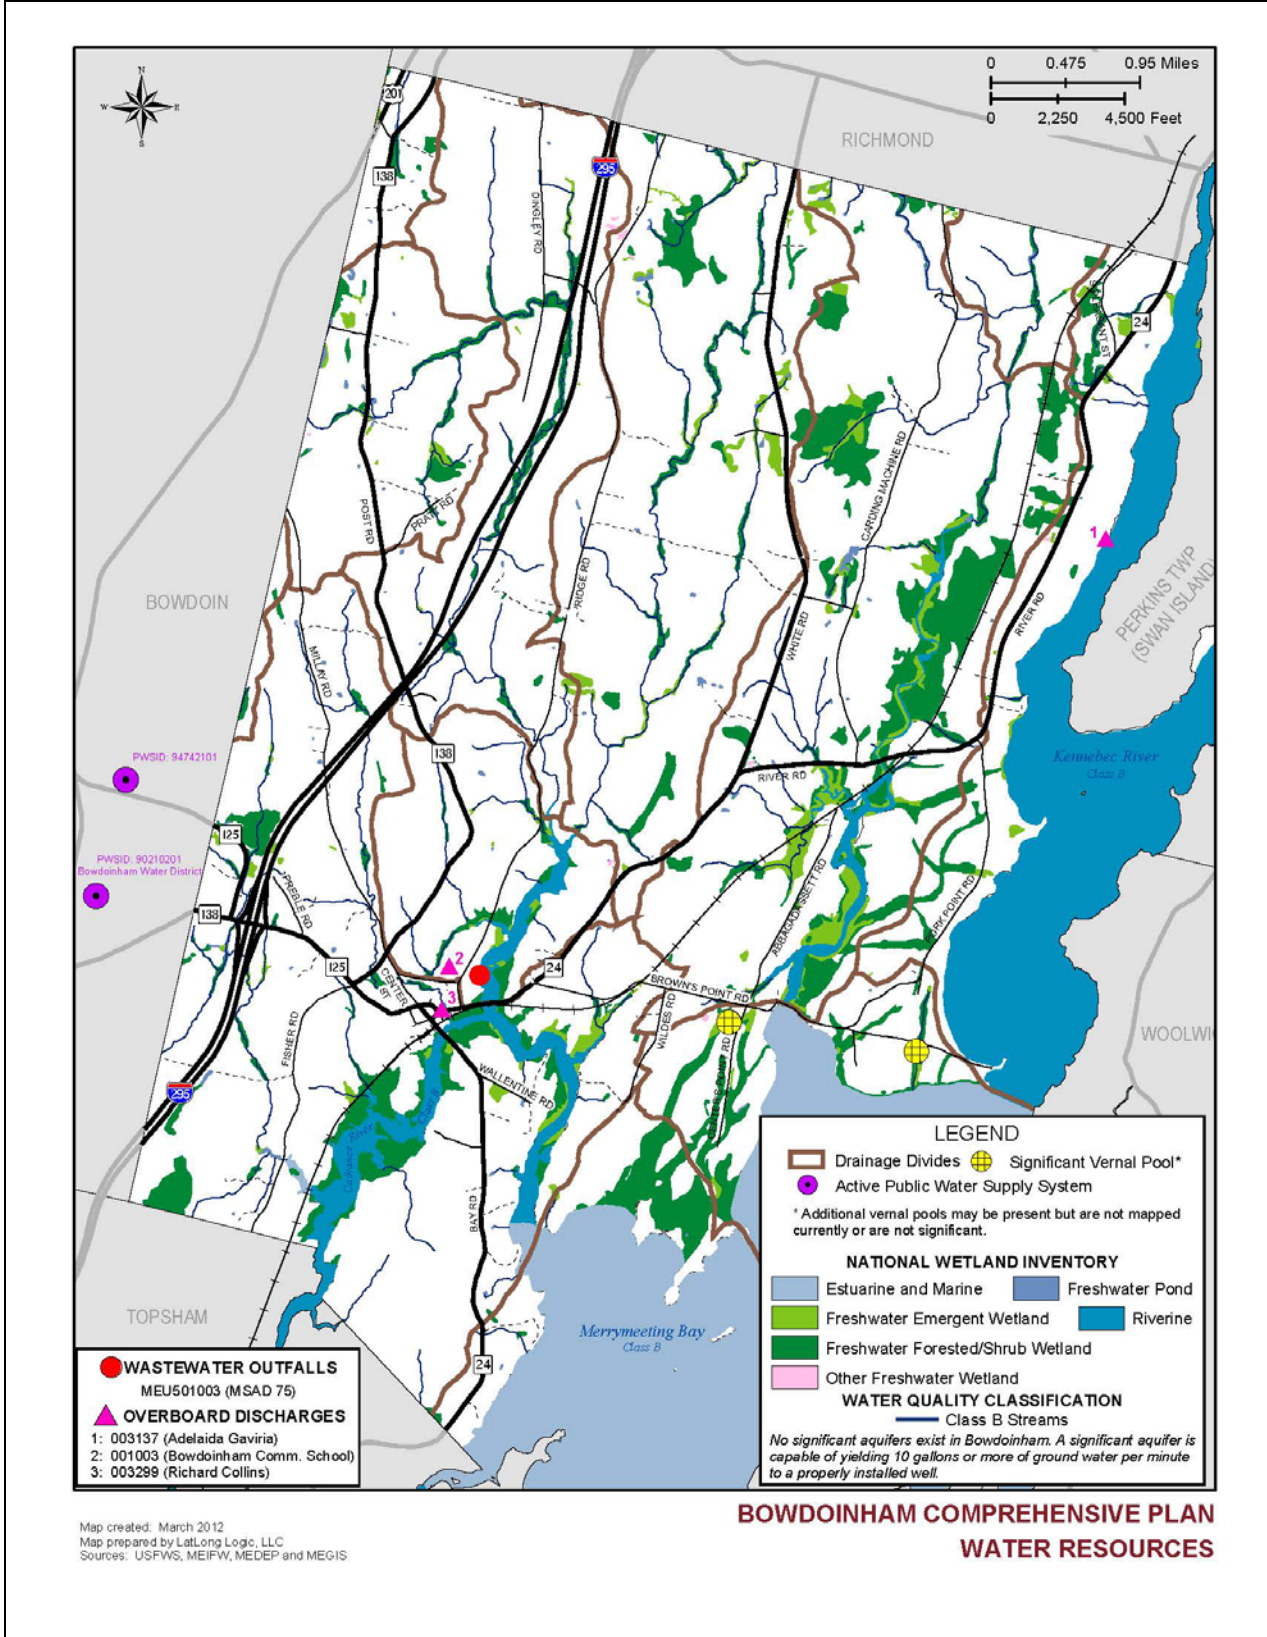 N
W E
S
0 0.475 0.95 Miles
0 2,250 4,500 Feet
RICHMOND
201
138
295
DINGLEY RD
24
POST RD
PRATT RD
CARDING MACHINE RD
1
PERKINS TWP
(SWAN ISLAND)
BOWDOIN
RIDGE RD
WHITE RD
RIVER RD
MILLAY RD
138
PWSID: 94742101
RIVER RD
Kennebec River
Class B
125
PWSID: 90210201
Bowdoinham Water District
PREBLE RD
ABBAGADASSETT RD
PORK POINT RD
138
125
2
24
CENTER
ST
3
BROWN'S POINT RD
WILDES RD
FISHER RD
WOOLWI
295
WALLENTINE RD
Cathance River
Class B
BAY RD
TOPSHAM
Merrymeeting Bay
Class B
24
LEGEND
Drainage Divides Significant Vernal Pool*
Active Public Water Supply System
* Additional vernal pools may be present but are not mapped
currently or are not significant.
NATIONAL WETLAND INVENTORY
Estuarine and Marine Freshwater Pond
Freshwater Emergent Wetland Riverine
Freshwater Forested/Shrub Wetland
Other Freshwater Wetland
WATER QUALITY CLASSIFICATION
Class B Streams
No significant aquifers exist in Bowdoinham. A significant aquifer is
capable of yielding 10 gallons or more of ground water per minute
to a properly installed well.
WASTEWATER OUTFALLS
MEU501003 (MSAD 75)
OVERBOARD DISCHARGES
1: 003137 (Adelaida Gaviria)
2: 001003 (Bowdoinham Comm. School)
3: 003299 (Richard Collins)
BOWDOINHAM COMPREHENSIVE PLAN
WATER RESOURCES
Map created: March 2012
Map prepared by LatLong Logic, LLC
Sources: USFWS, MEIFW, MEDEP and MEGIS